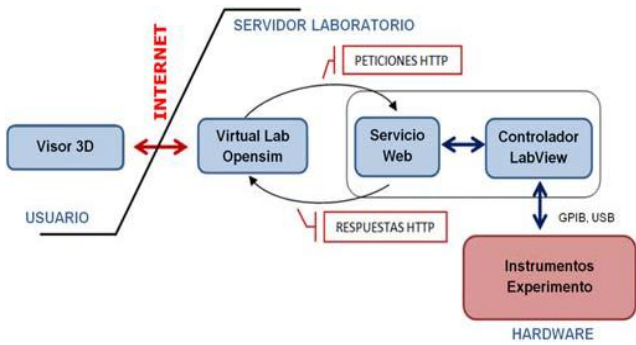 SERVIDOR LABORATORIO
INTERNET
PETICIONES HTTP
Visor 3D
Virtual Lab
Opensim
Servicio
Web
Controlador
LabView
USUARIO
RESPUESTAS HTTP
GPIB, USB
Instrumentos
Experimento
HARDWARE